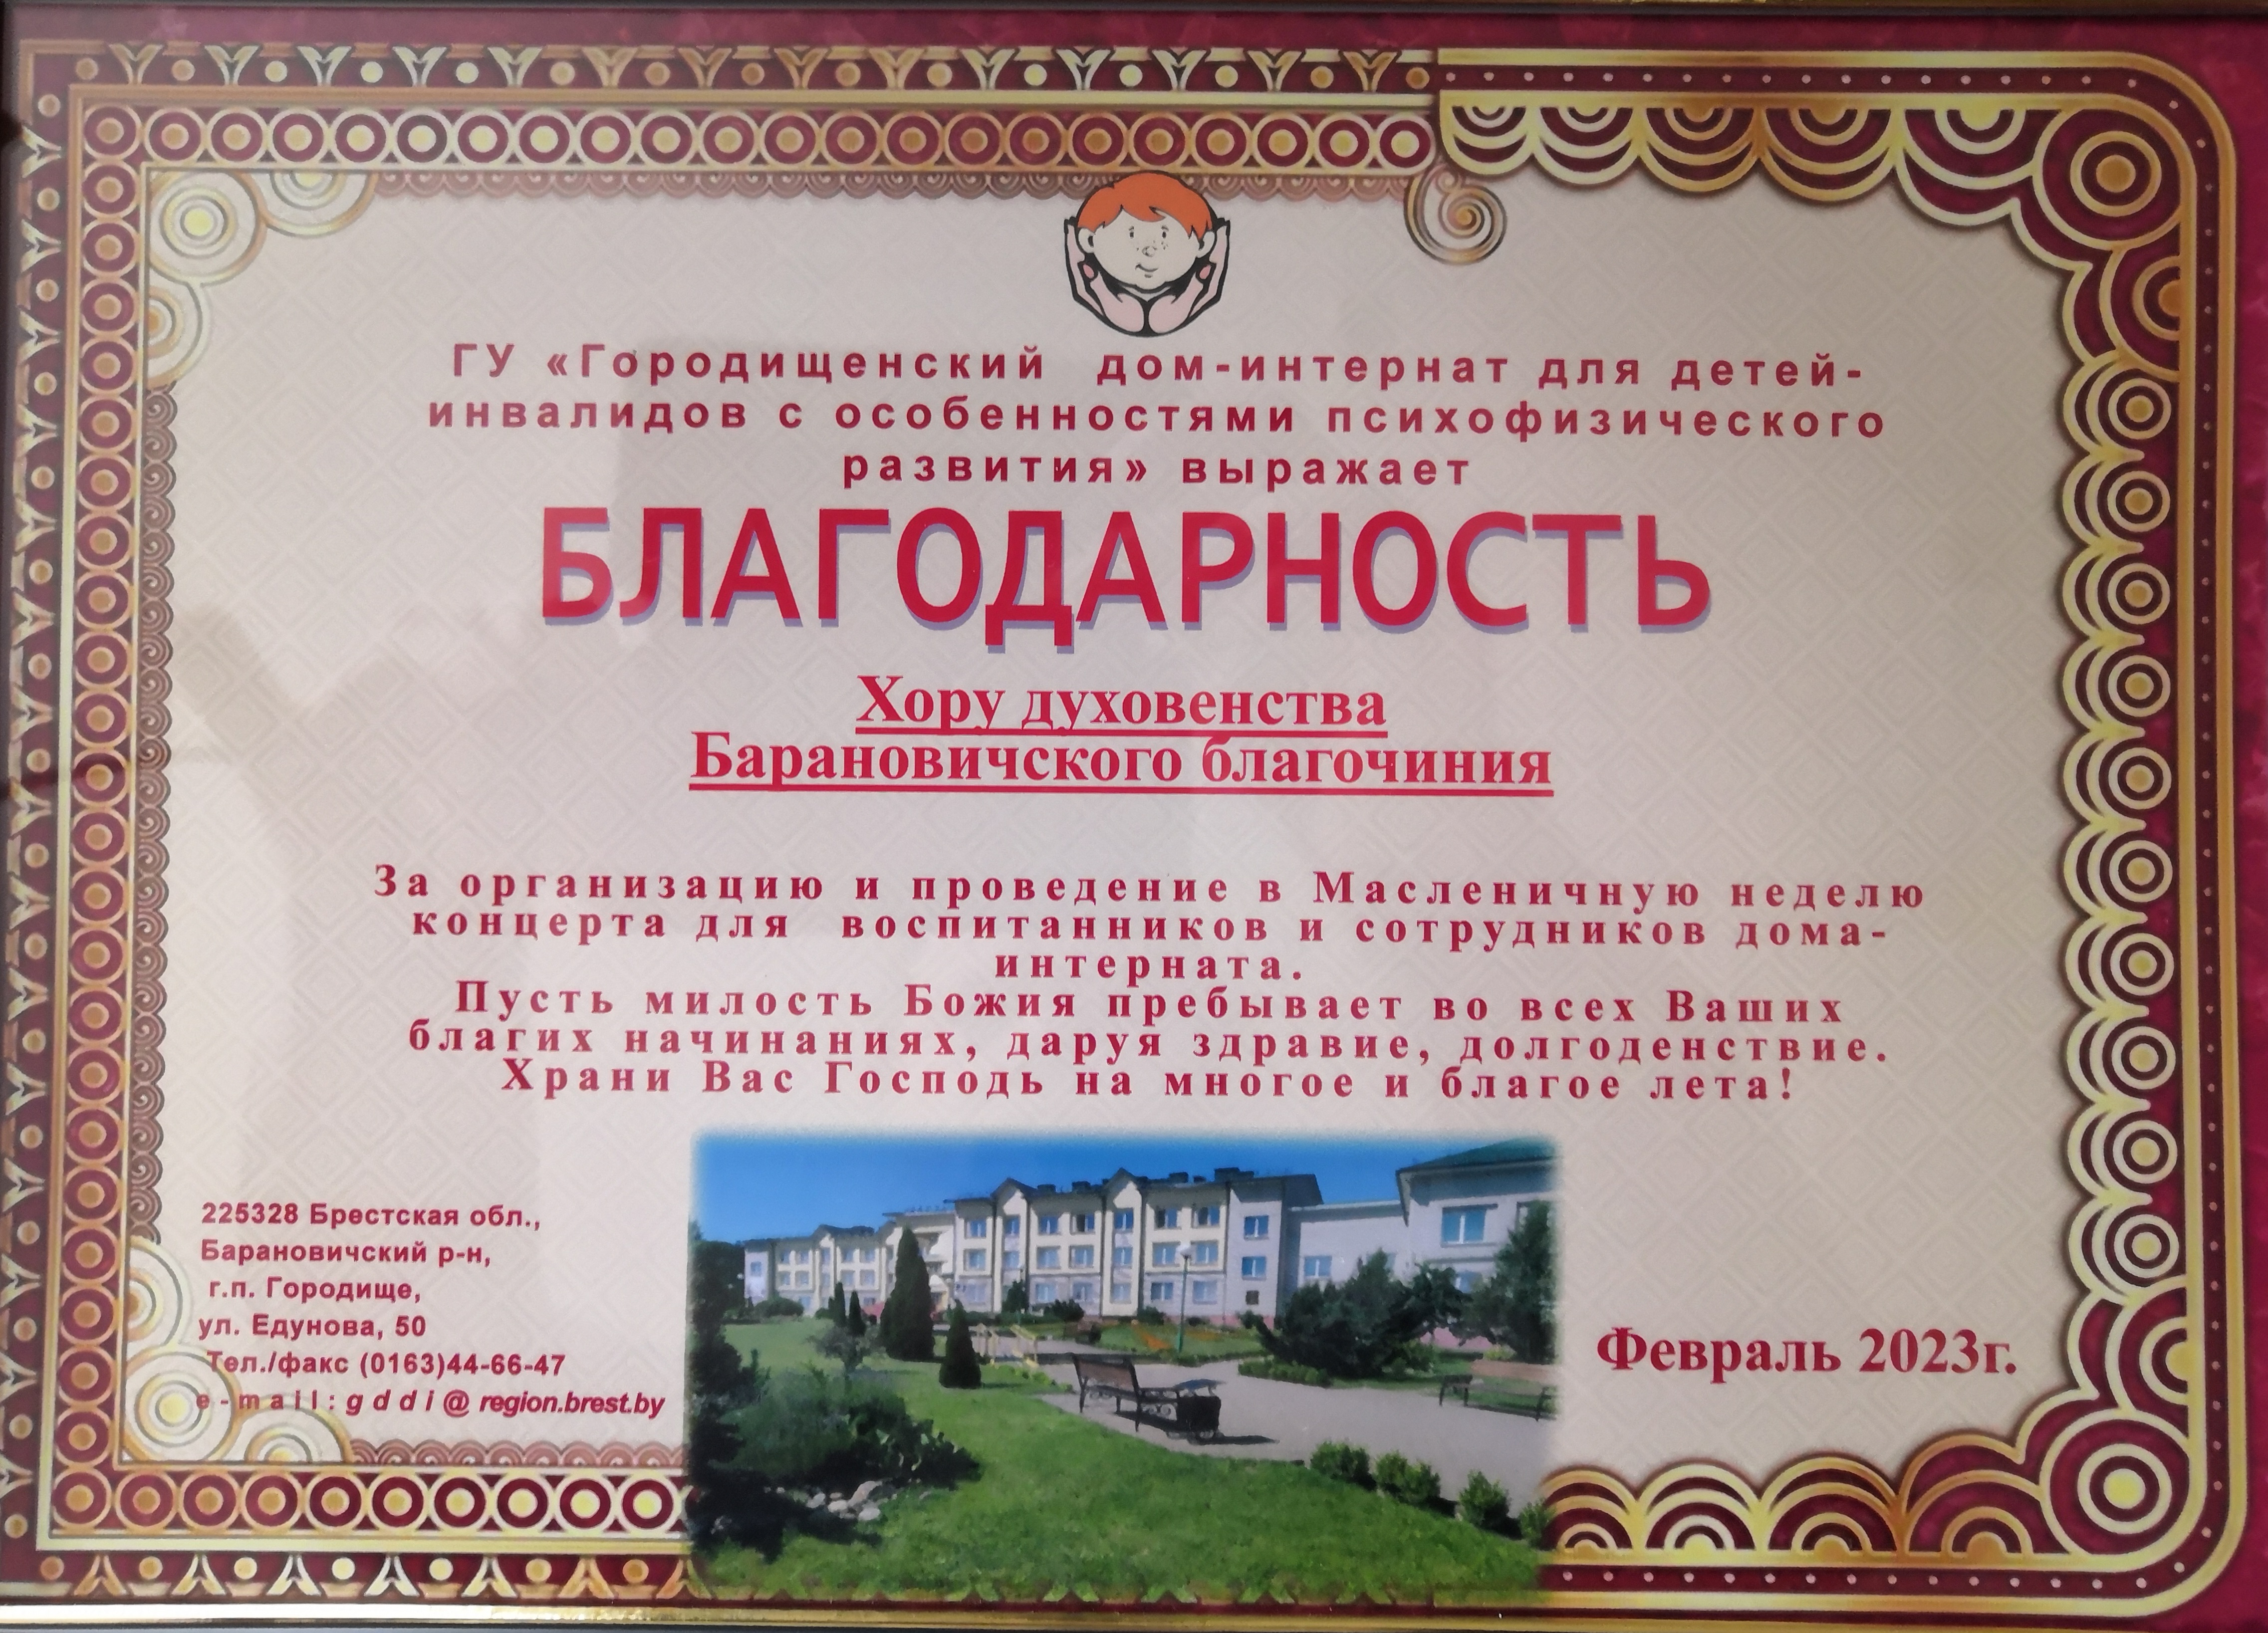 ГУ «Городищенский дом-интернат для детей-
инвалидов с особенностями психофизического
развития» выражает
БЛАГОДАРНОСТЬ
Хору духовенства
Барановичского благочиния
За организацию и проведение в Масленичную неделю
концерта для воспитанников и сотрудников дома-
интерната.
Пусть милость Божия пребывает во всех Ваших
благих начинаниях, даруя здравие, долгоденствие.
Храни Вас Господь на многое и благое лета!
225328 Брестская обл.,
Барановичский р-н,
г.п. Городище,
ул. Едунова, 50
Тел./факс (0163)44-66-47
e-mail: gddi@ region.brest.by
Февраль 2023г.